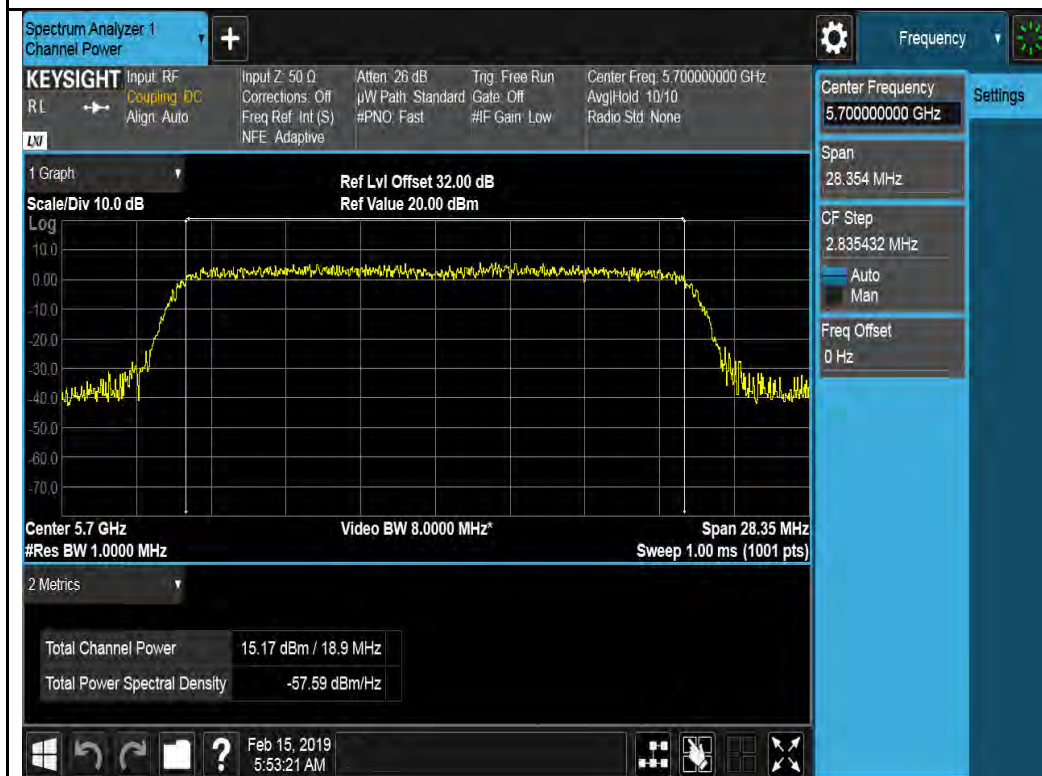 Spectrum Analyzer 1
Channel Power
+
Frequency
KEYSIGHT
R L
LXI
Input: RF
Coupling: DC
Align: Auto
Input Z: 50 Ω
Corrections: Off
Freq Ref: Int (S)
NFE: Adaptive
Atten: 26 dB
µW Path: Standard
#PNO: Fast
Trig: Free Run
Gate: Off
#IF Gain: Low
Center Freq: 5.700000000 GHz
Avg|Hold: 10/10
Radio Std: None
Center Frequency
5.700000000 GHz
Settings
Span
28.354 MHz
CF Step
2.835432 MHz
Auto
Man
Freq Offset
0 Hz
1 Graph
Scale/Div 10.0 dB
Ref Lvl Offset 32.00 dB
Ref Value 20.00 dBm
Log
10.0
0.00
-10.0
-20.0
-30.0
-40.0
-50.0
-60.0
-70.0
Center 5.7 GHz
#Res BW 1.0000 MHz
Video BW 8.0000 MHz*
Span 28.35 MHz
Sweep 1.00 ms (1001 pts)
2 Metrics
Total Channel Power 15.17 dBm / 18.9 MHz
Total Power Spectral Density -57.59 dBm/Hz
?
Feb 15, 2019
5:53:21 AM